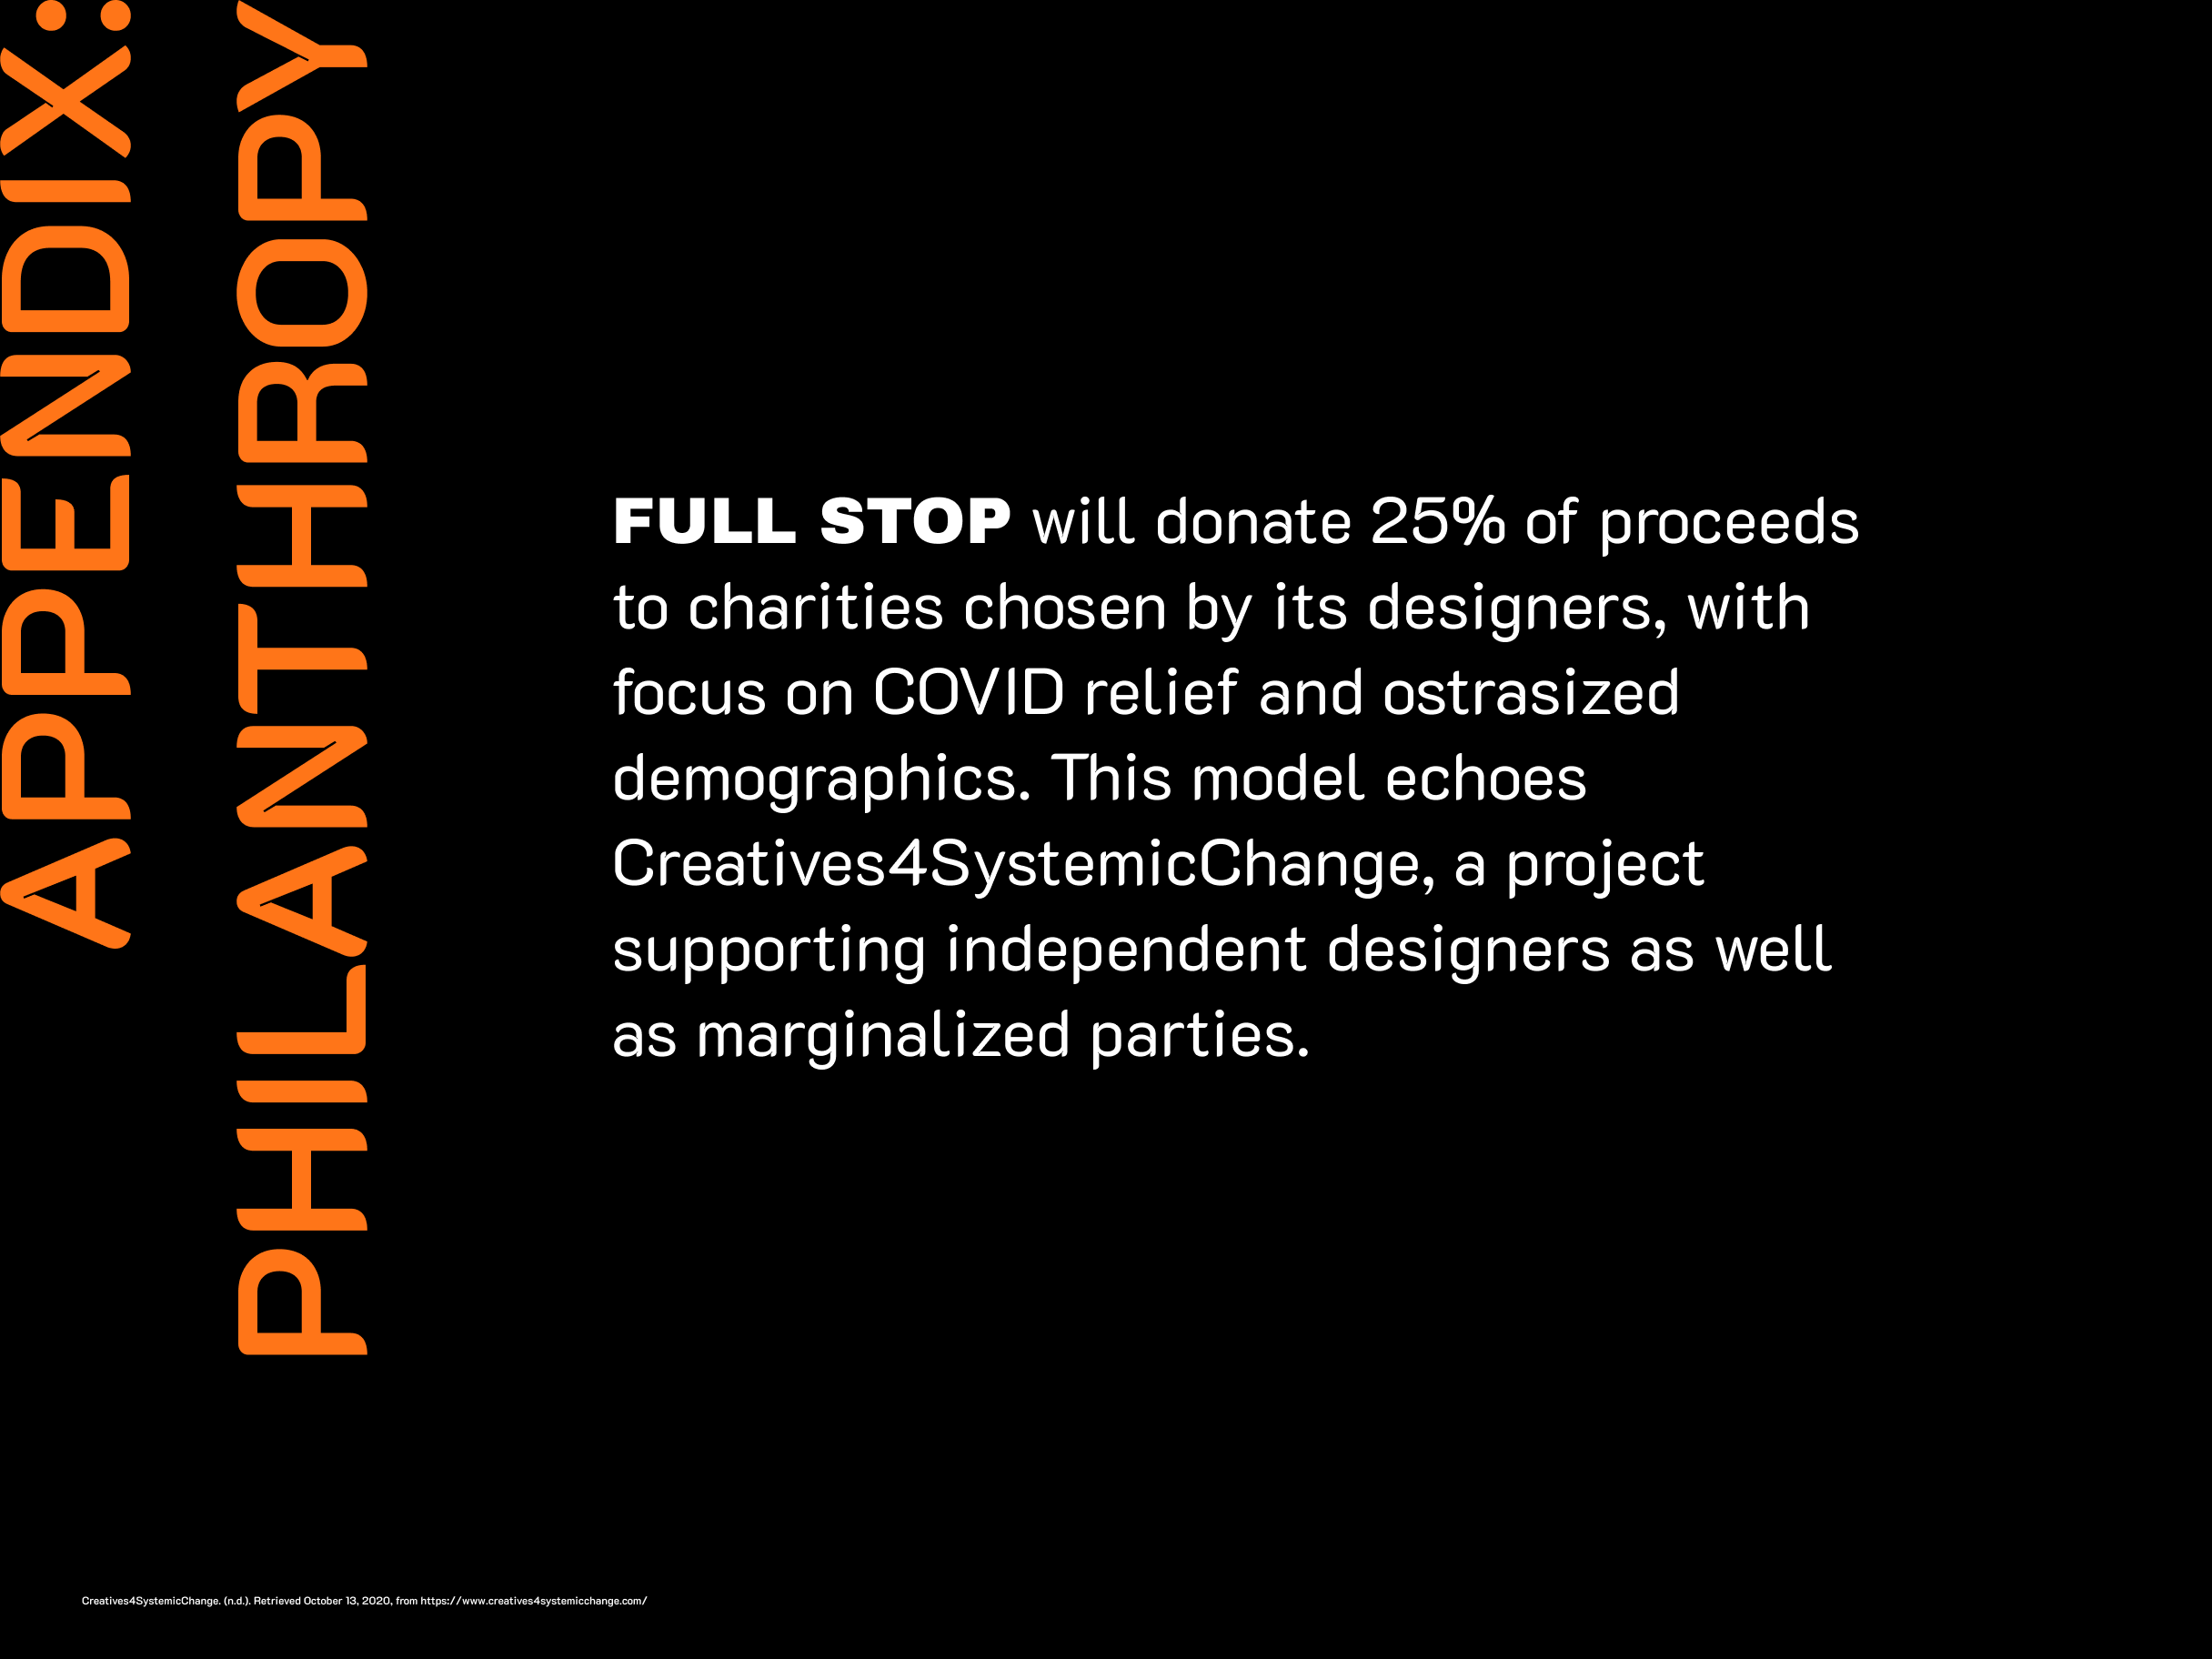 APPENDIX:
PHILANTHROPY
FULL STOP will donate 25% of proceeds
to charities chosen by its designers, with
focus on COVID relief and ostrasized
demographics. This model echoes
Creatives4SystemicChange, a project
supporting independent designers as well
as marginalized parties.
Creatives4SystemicChange. (n.d.). Retrieved October 13, 2020, from https://www.creatives4systemicchange.com/